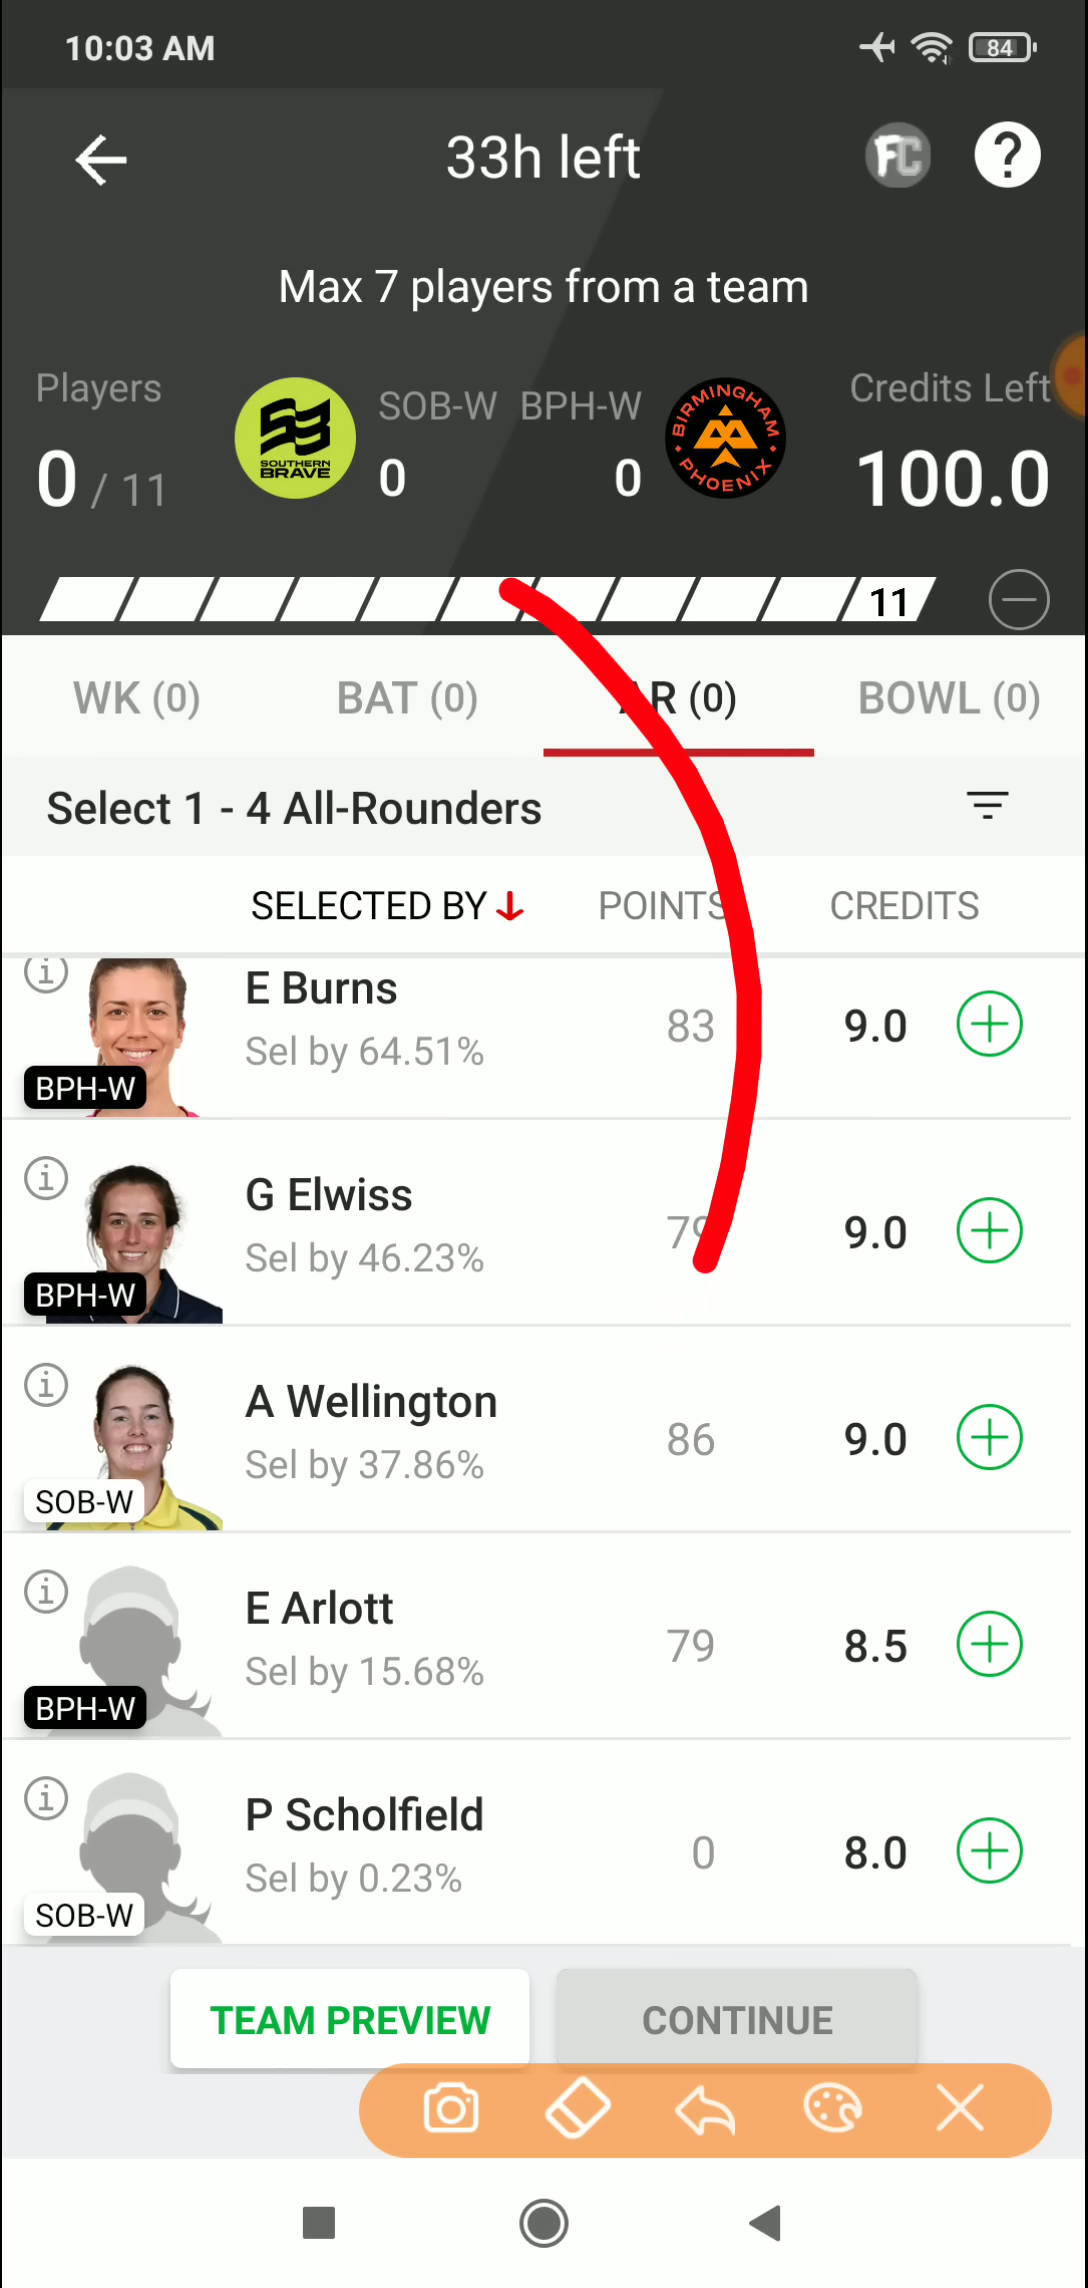 10:03 AM
84
33h left
FC
?
Max 7 players from a team
Players
SOB-W
BPH-W
Credits Left
0 / 11
SOUTHERN
BRAVE
0
0
BIRMINGHAM
PHOENIX
100.0
11
WK (0)
BAT (0)
AR (0)
BOWL (0)
Select 1 - 4 All-Rounders
SELECTED BY
POINTS
CREDITS
E Burns
Sel by 64.51%
83
9.0
BPH-W
G Elwiss
Sel by 46.23%
79
9.0
BPH-W
A Wellington
Sel by 37.86%
86
9.0
SOB-W
E Arlott
Sel by 15.68%
79
8.5
BPH-W
P Scholfield
Sel by 0.23%
0
8.0
SOB-W
TEAM PREVIEW
CONTINUE